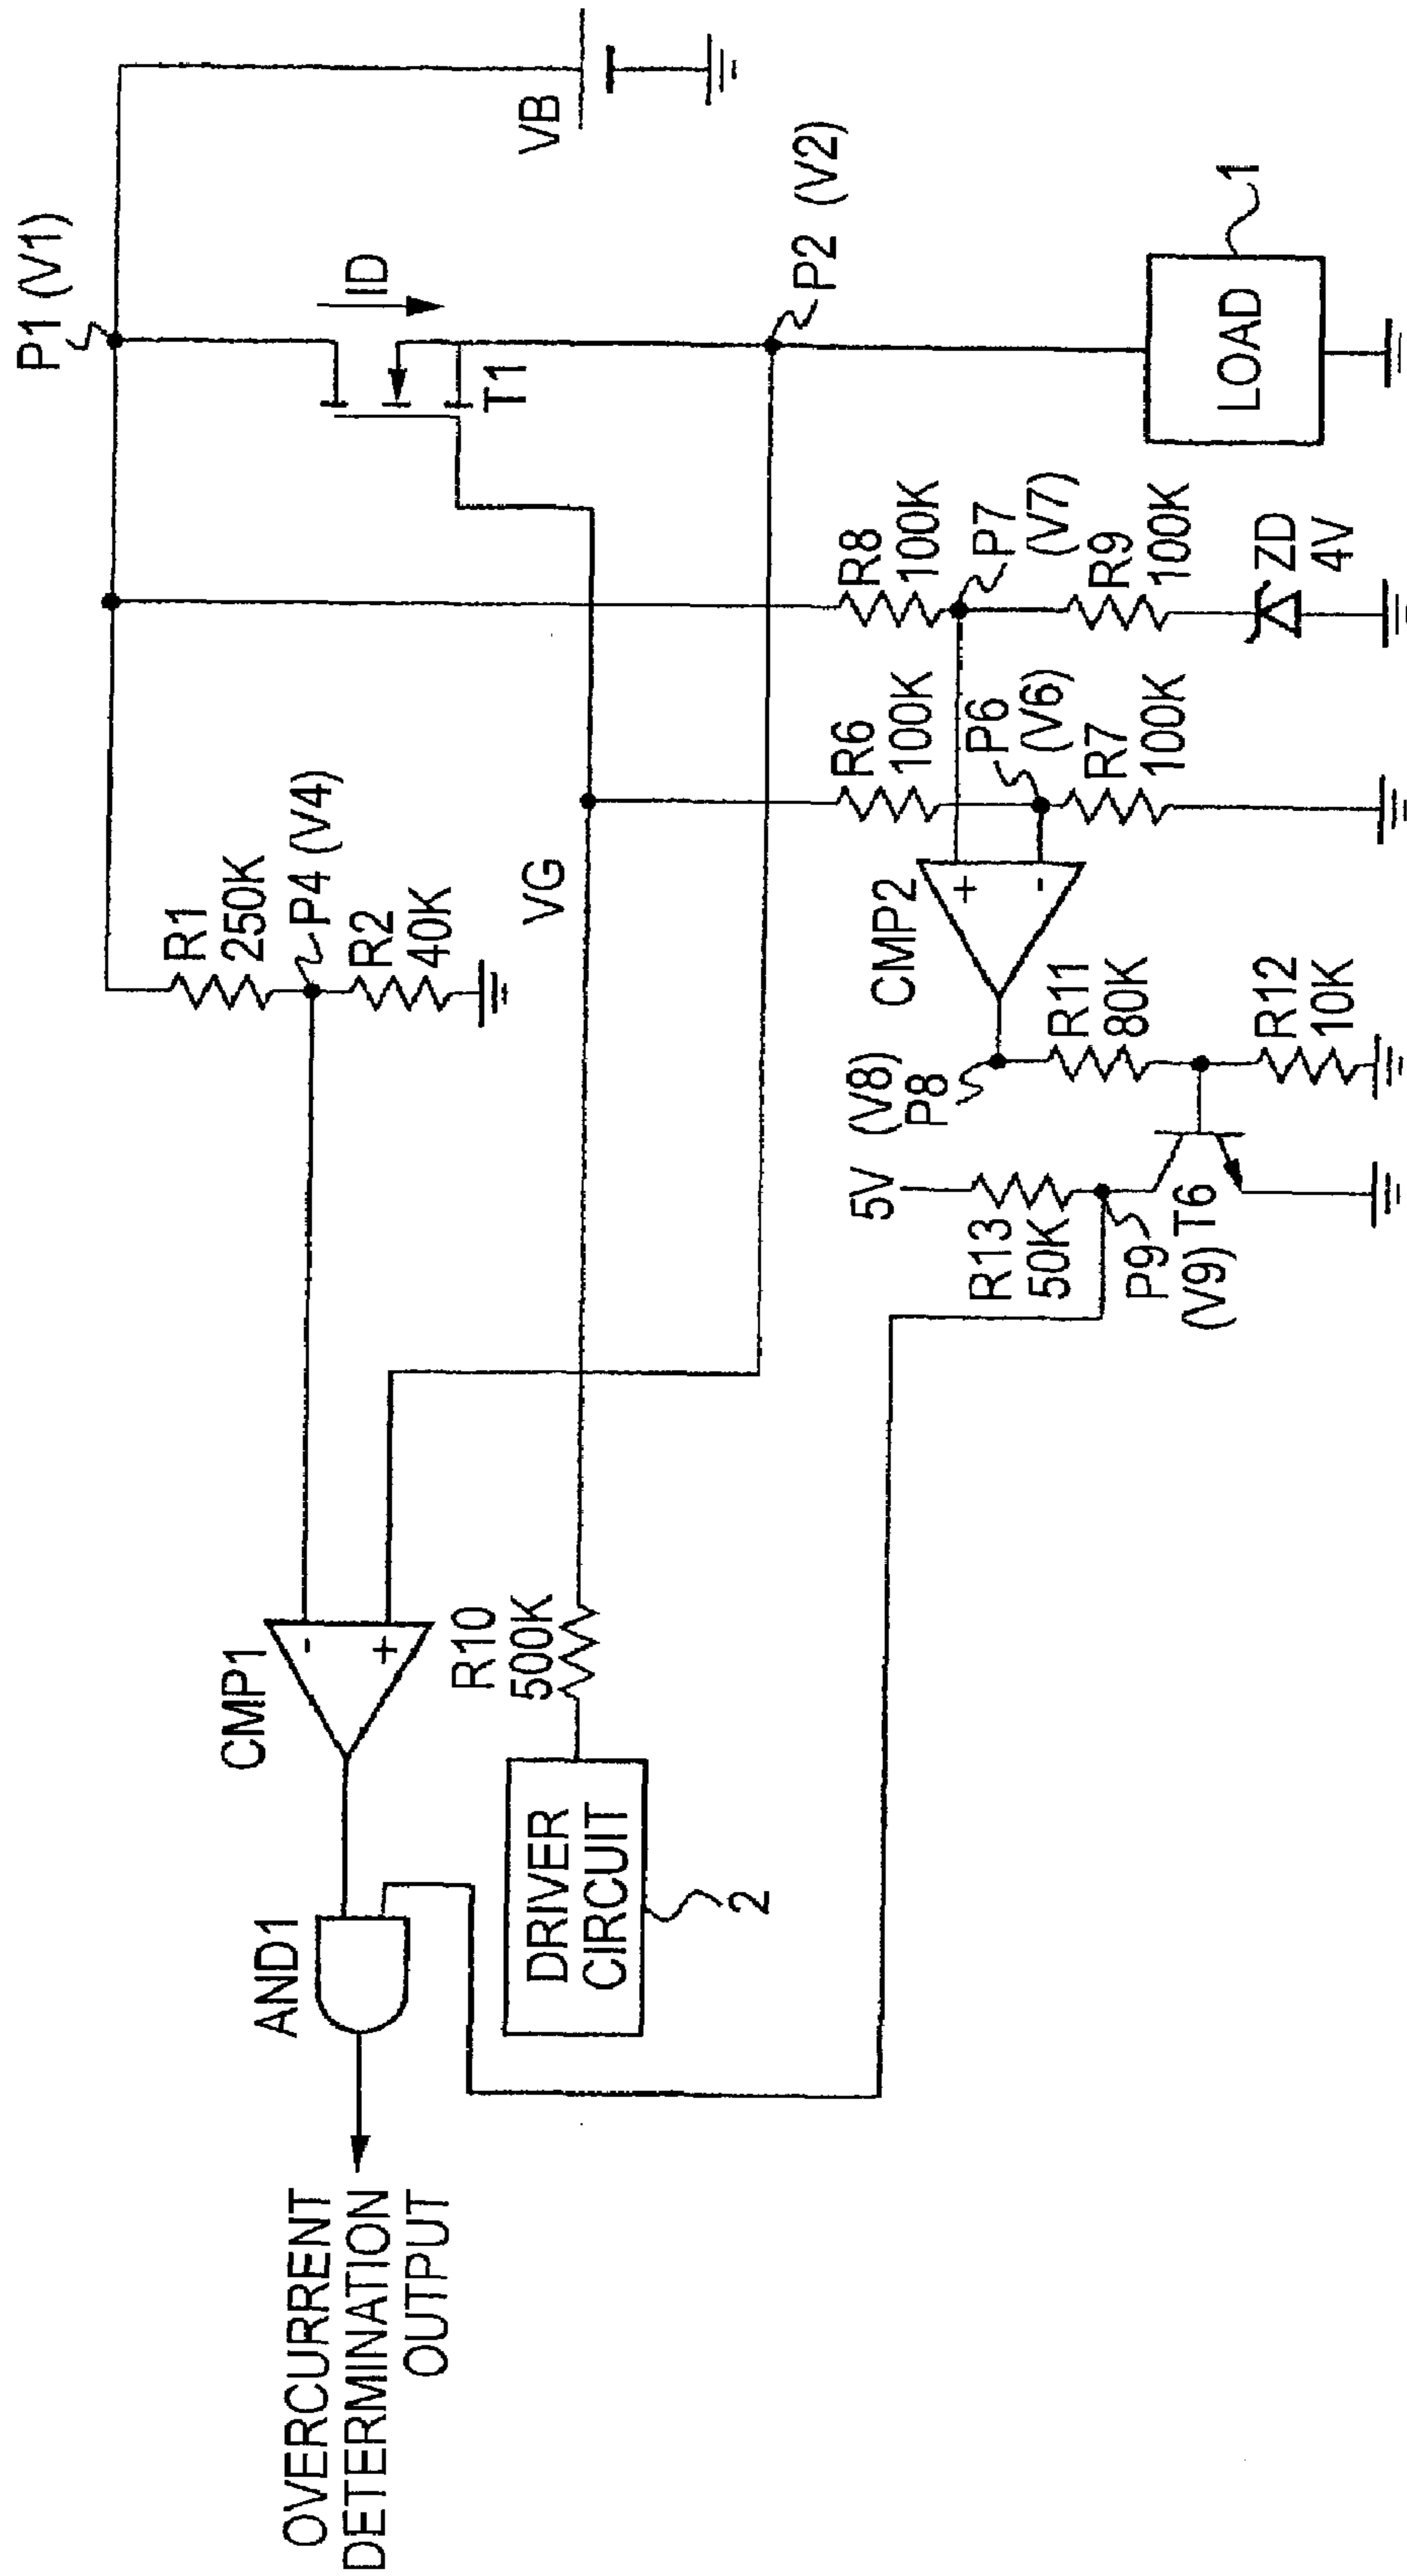 P1 (V1)
VB
ID
T1
P2 (V2)
LOAD
1
R1
250K
P4 (V4)
R2
40K
VG
R8
100K
P7
(V7)
R9
100K
ZD
4V
R6
100K
P6
(V6)
R7
100K
CMP2
+
-
(V8)
P8
R11
80K
R12
10K
5V
R13
50K
P9
(V9)
T6
CMP1
-
+
R10
500K
DRIVER
CIRCUIT
2
AND1
OVERCURRENT
DETERMINATION
OUTPUT